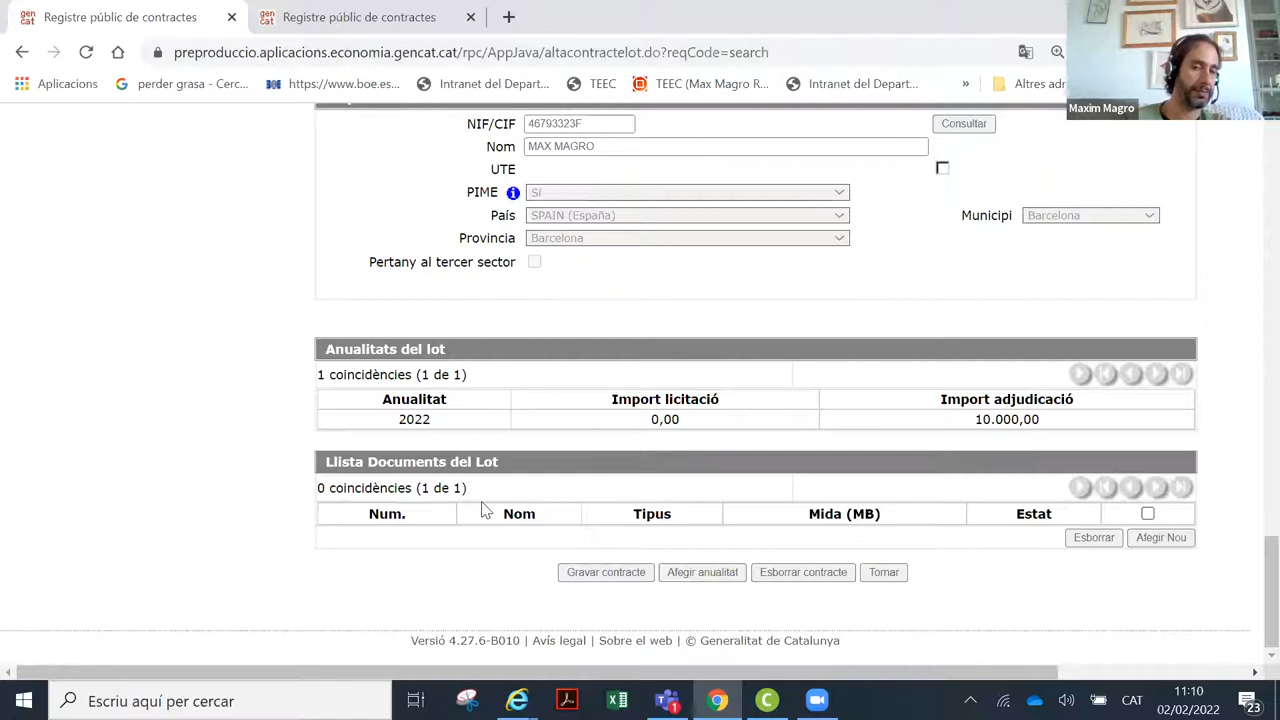 Registre públic de contractes
Registre públic de contractes
preproduccio.aplicacions.economia.gencat.cat/rpc/AppJava/altacontractelot.do?reqCode=search
Aplicacions
perder grasa - Cerc...
https://www.boe.es...
Intranet del Depart...
TEEC
TEEC (Max Magro R...
Intranet del Depart...
»
Altres adr
Maxim Magro
NIF/CIF 46793323F Consultar
Nom MAX MAGRO
UTE
PIME Sí
País SPAIN (España) Municipi Barcelona
Provincia Barcelona
Pertany al tercer sector
Anualitats del lot
1 coincidències (1 de 1)
Anualitat Import licitació Import adjudicació
2022 0,00 10.000,00
Llista Documents del Lot
0 coincidències (1 de 1)
Num. Nom Tipus Mida (MB) Estat
Esborrar Afegir Nou
Gravar contracte Afegir anualitat Esborrar contracte Tornar
Versió 4.27.6-B010 | Avís legal | Sobre el web | © Generalitat de Catalunya
Escriu aquí per cercar
CAT
11:10
02/02/2022
23